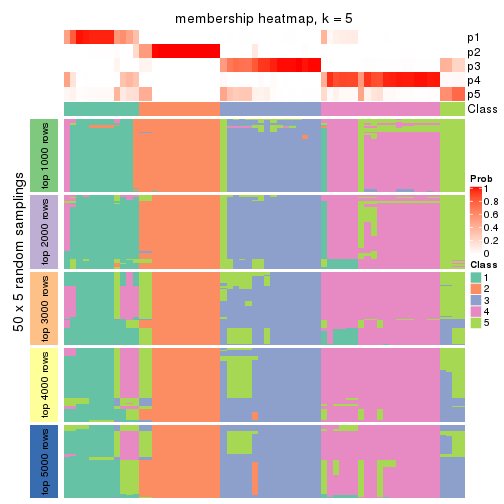 membership heatmap, k = 5
p1
p2
p3
p4
p5
Class
50 x 5 random samplings
top 1000 rows
top 2000 rows
top 3000 rows
top 4000 rows
top 5000 rows
Prob
1
0.8
0.6
0.4
0.2
0
Class
1
2
3
4
5